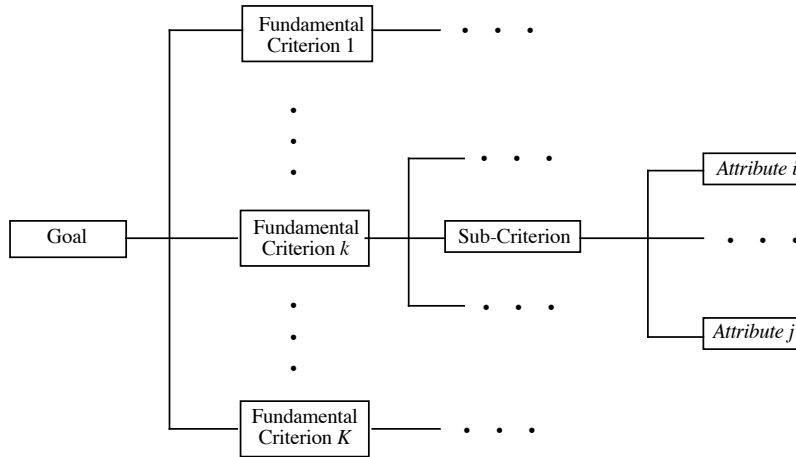 Fundamental
Criterion 1
Attribute i
Goal
Fundamental
Criterion k
Sub-Criterion
Attribute j
Fundamental
Criterion K